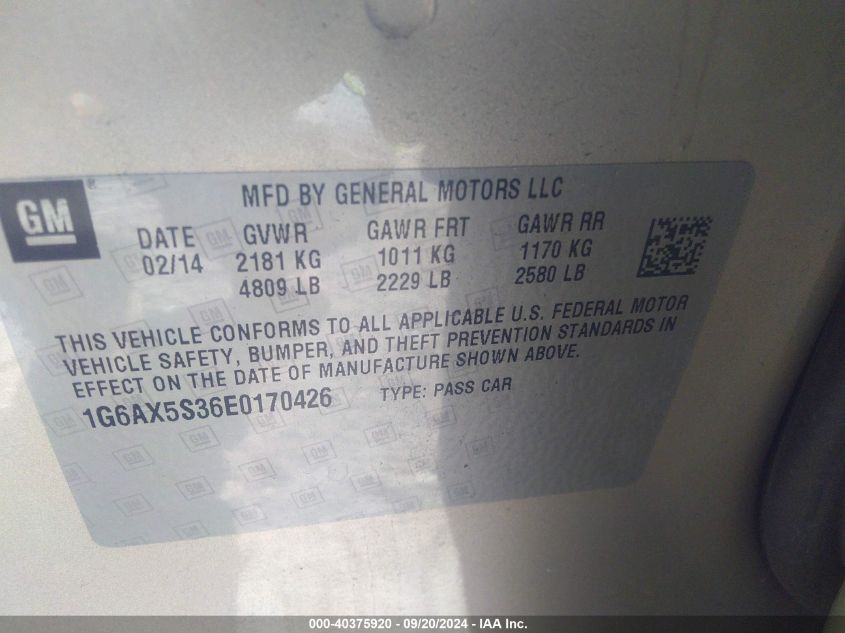 GM ®
MFD BY GENERAL MOTORS LLC
DATE GVWR GAWR FRT GAWR RR
02/14 2181 KG 1011 KG 1170 KG
4809 LB 2229 LB 2580 LB
THIS VEHICLE CONFORMS TO ALL APPLICABLE U.S. FEDERAL MOTOR
VEHICLE SAFETY, BUMPER, AND THEFT PREVENTION STANDARDS IN
EFFECT ON THE DATE OF MANUFACTURE SHOWN ABOVE.
1G6AX5S36E0170426 TYPE: PASS CAR
000-40375920 - 09/20/2024 - IAA Inc.